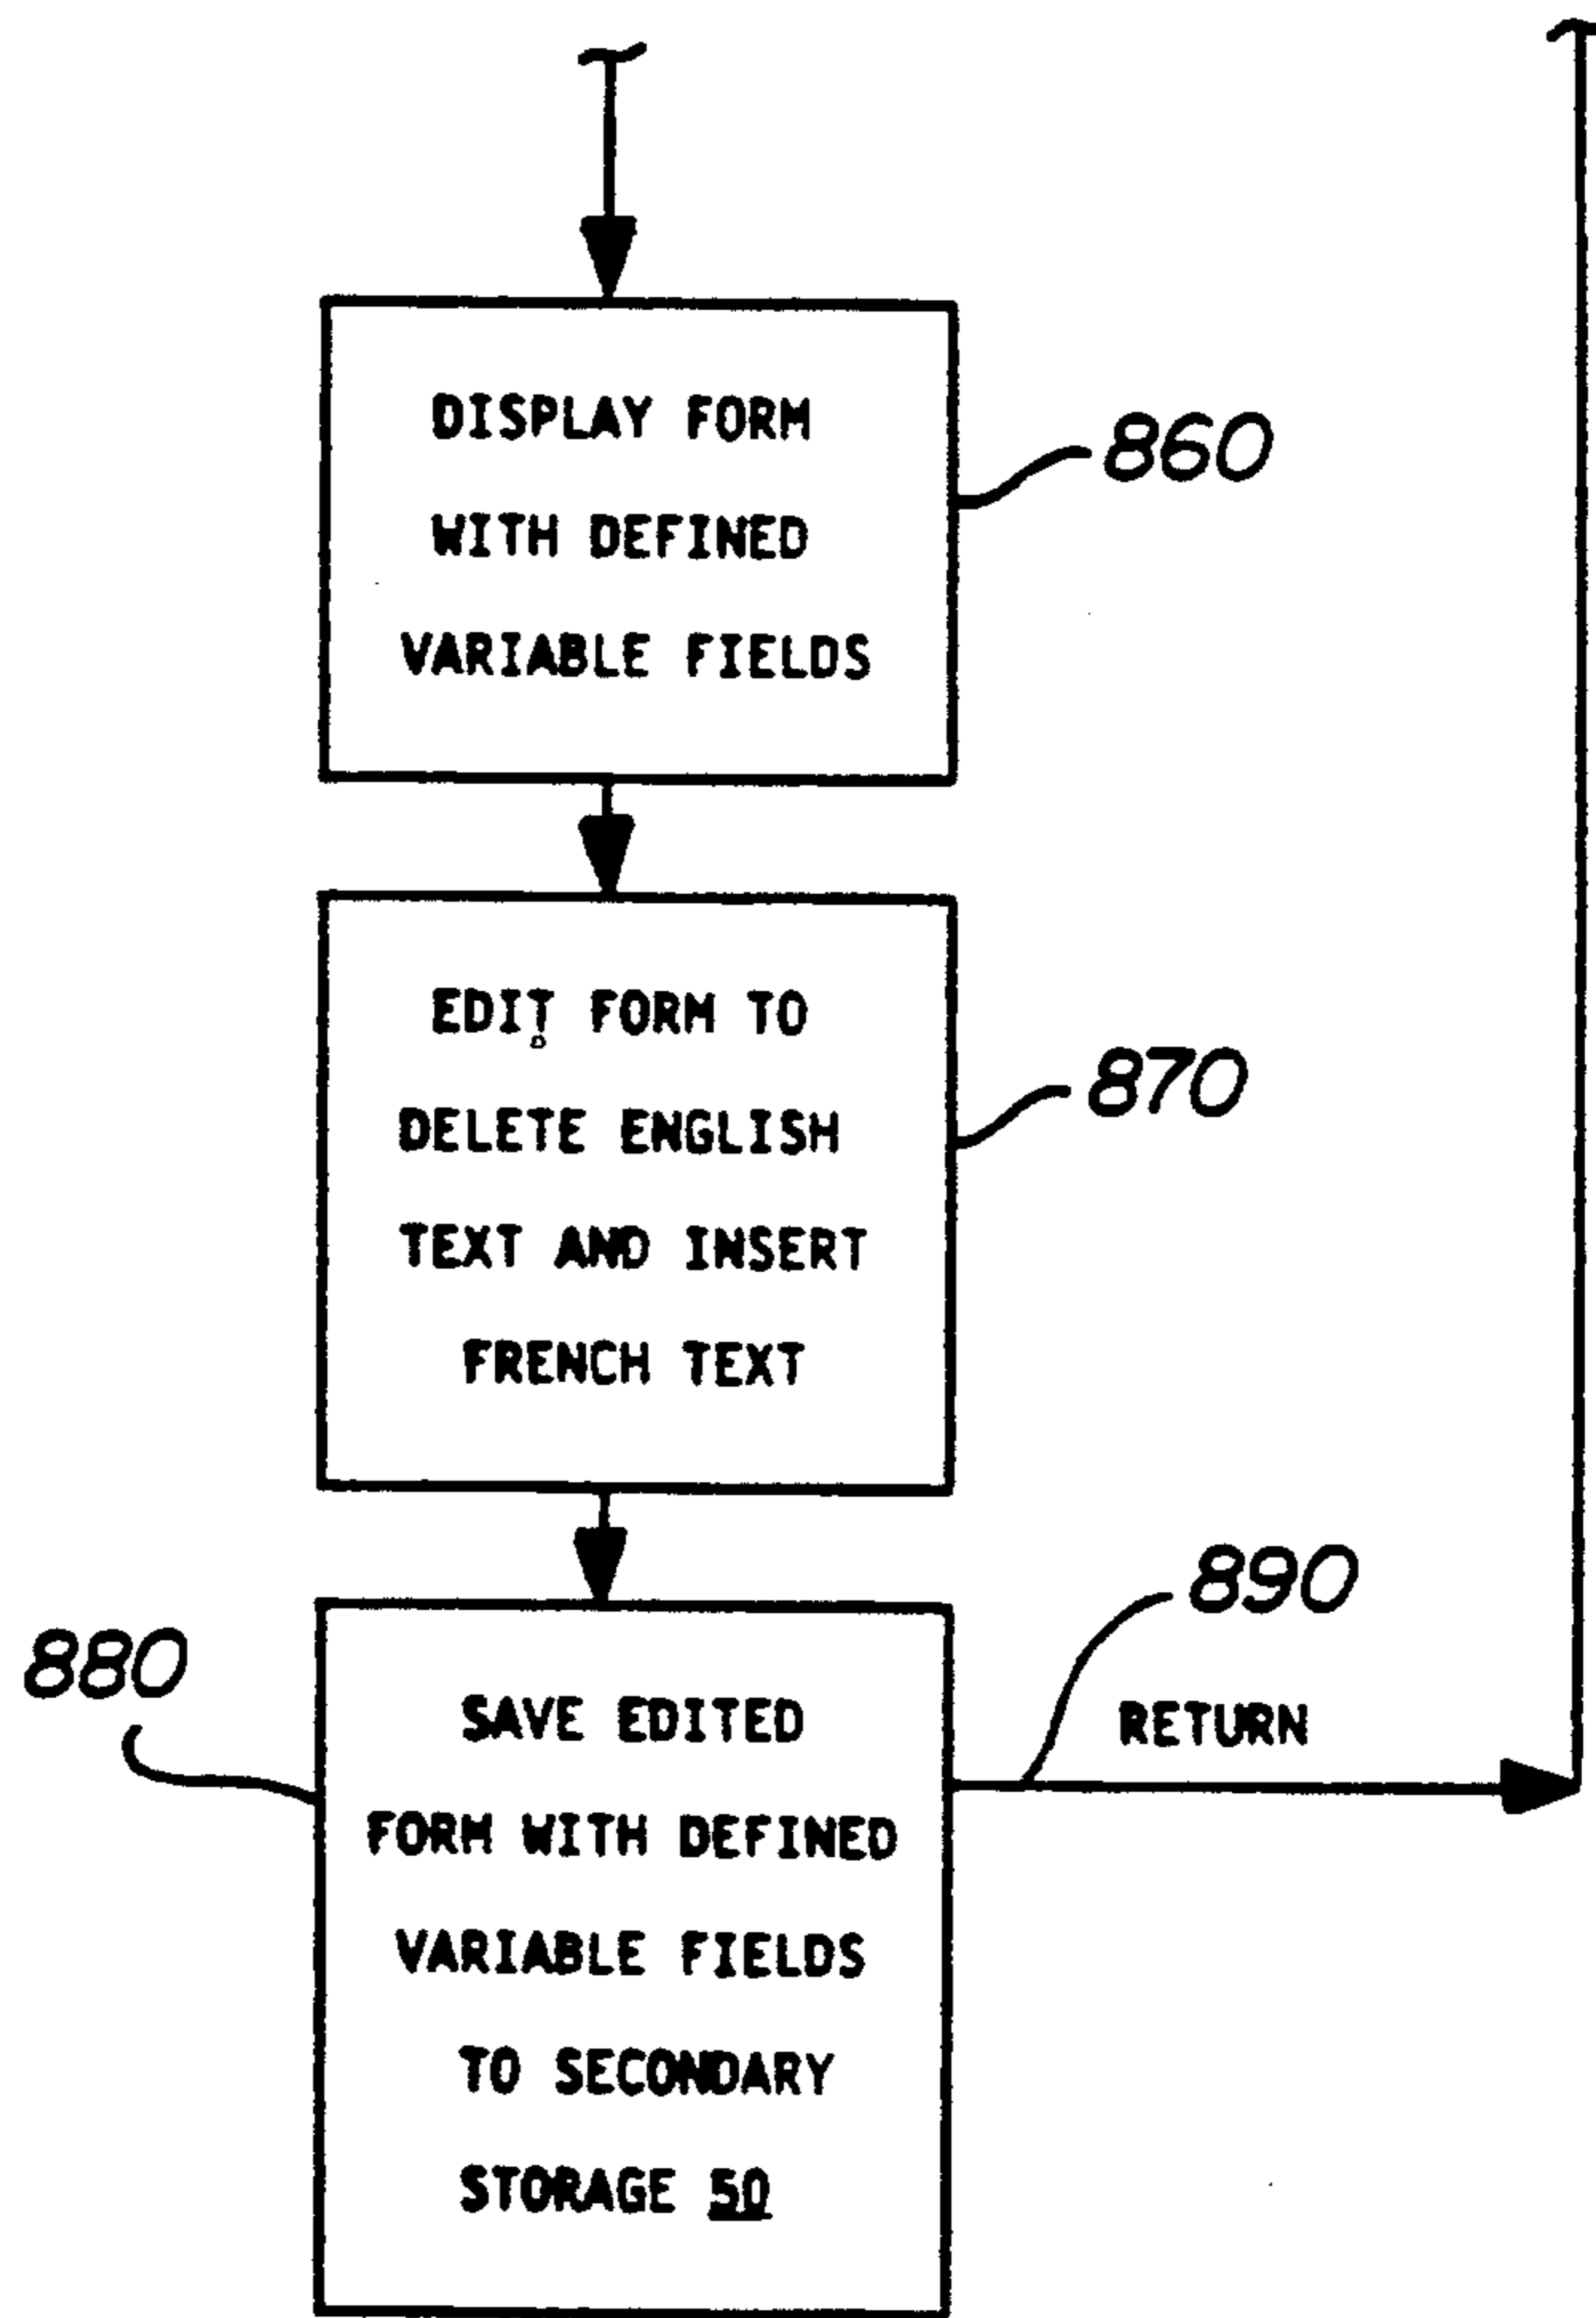 DISPLAY FORM
WITH DEFINED
VARIABLE FIELDS
860
EDIT FORM TO
DELETE ENGLISH
TEXT AND INSERT
FRENCH TEXT
870
880
SAVE EDITED
FORM WITH DEFINED
VARIABLE FIELDS
TO SECONDARY
STORAGE 50
890
RETURN